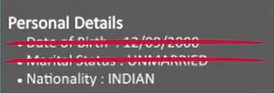 Personal Details
• Date of Birth : 12/09/2000
• Marital Status : UNMARRIED
• Nationality : INDIAN